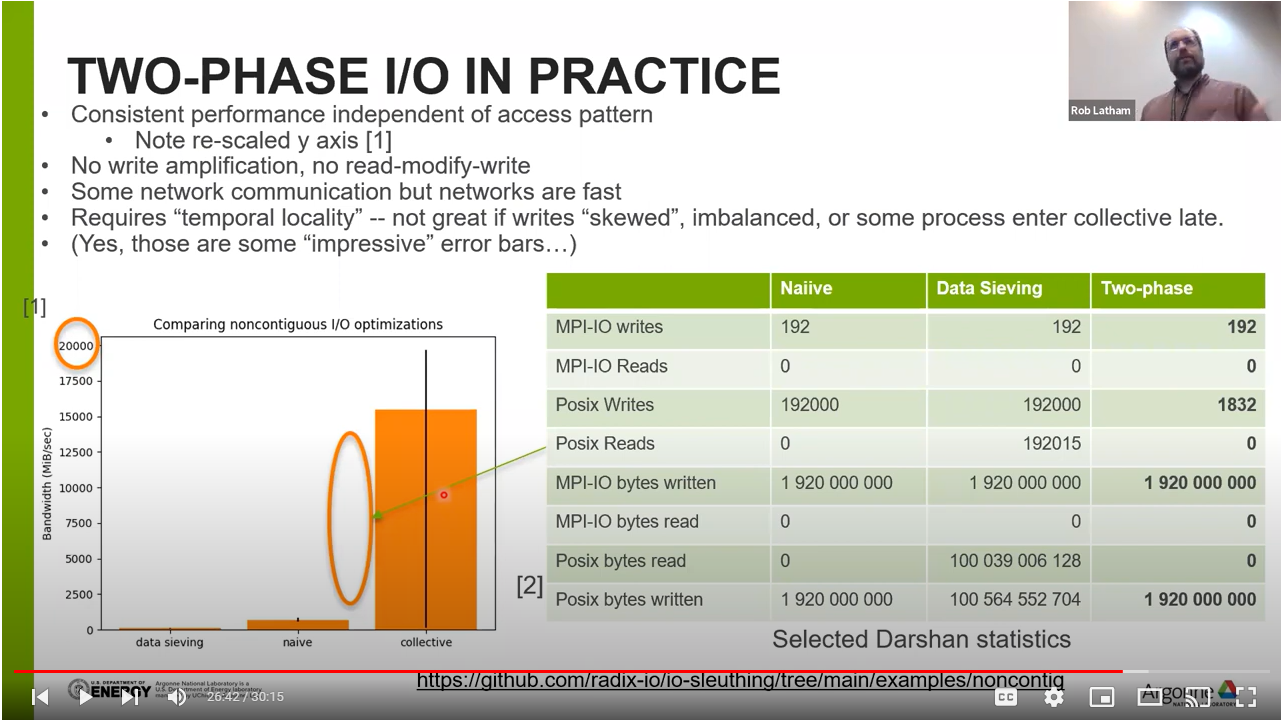 TWO-PHASE I/O IN PRACTICE
Rob Latham
• Consistent performance independent of access pattern
• Note re-scaled y axis [1]
• No write amplification, no read-modify-write
• Some network communication but networks are fast
• Requires “temporal locality” -- not great if writes “skewed”, imbalanced, or some process enter collective late.
• (Yes, those are some “impressive” error bars…)
[1]
Comparing noncontiguous I/O optimizations
Bandwidth (MiB/sec)
20000
17500
15000
12500
10000
7500
5000
2500
0
data sieving naive collective
[2]
Naiive Data Sieving Two-phase
MPI-IO writes 192 192 192
MPI-IO Reads 0 0 0
Posix Writes 192000 192000 1832
Posix Reads 0 192015 0
MPI-IO bytes written 1 920 000 000 1 920 000 000 1 920 000 000
MPI-IO bytes read 0 0 0
Posix bytes read 0 100 039 006 128 0
Posix bytes written 1 920 000 000 100 564 552 704 1 920 000 000
Selected Darshan statistics
https://github.com/radix-io/io-sleuthing/tree/main/examples/noncontig
U.S. DEPARTMENT OF
ENERGY
Argonne National Laboratory is a
U.S. Department of Energy laboratory
26:42 / 30:15
CC
Argonne